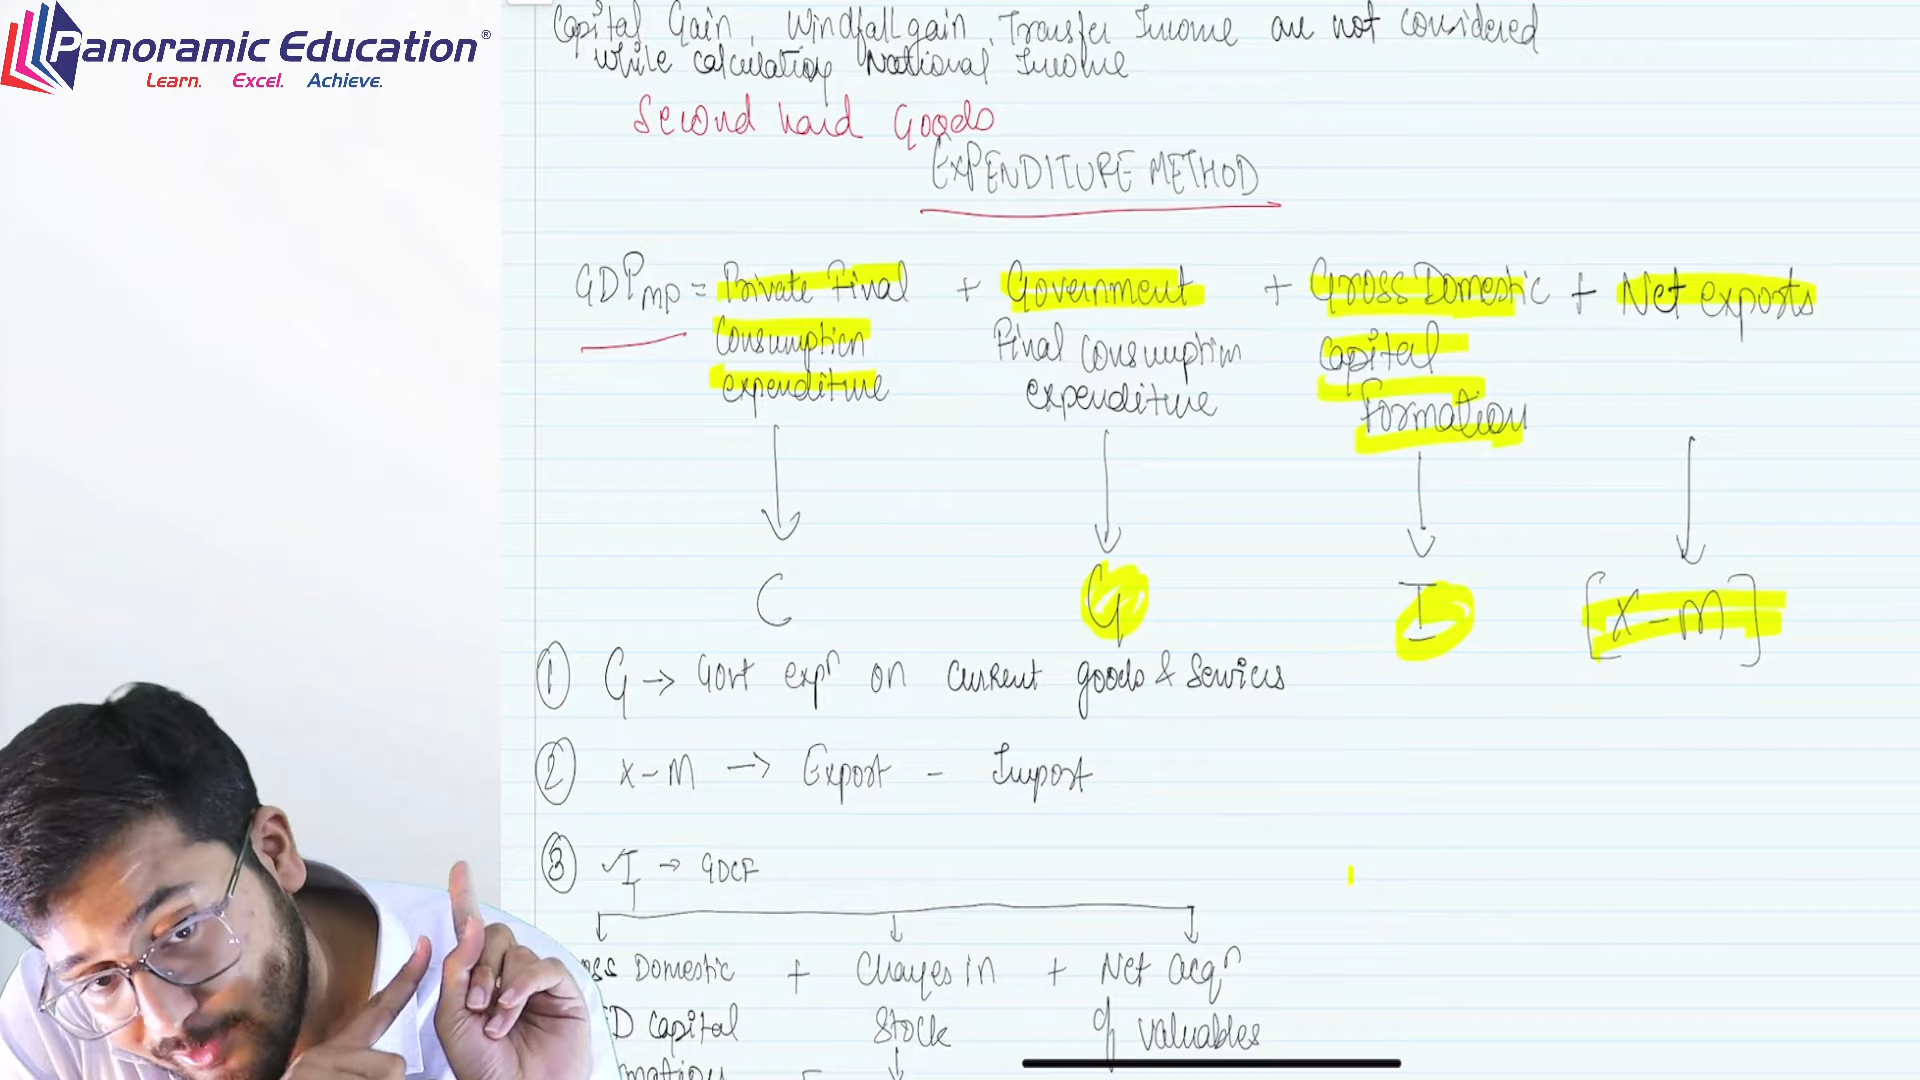 Panoramic Education®
Learn. Excel. Achieve.
Capital Gain, Windfall gain, Transfer Income are not considered
while calculating National Income
Second hand Goods
EXPENDITURE METHOD
GDPMP = Private Final + Government + Gross Domestic + Net exports
Consumption Final consumption Capital
expenditure expenditure Formation
C G I [X-M]
① G → Govt expn on current goods & Services
② X-M → Export - Import
③ ✓I → GDCF
oss Domestic + Changes in + Net acqn
D Capital Stock of valuables
mation